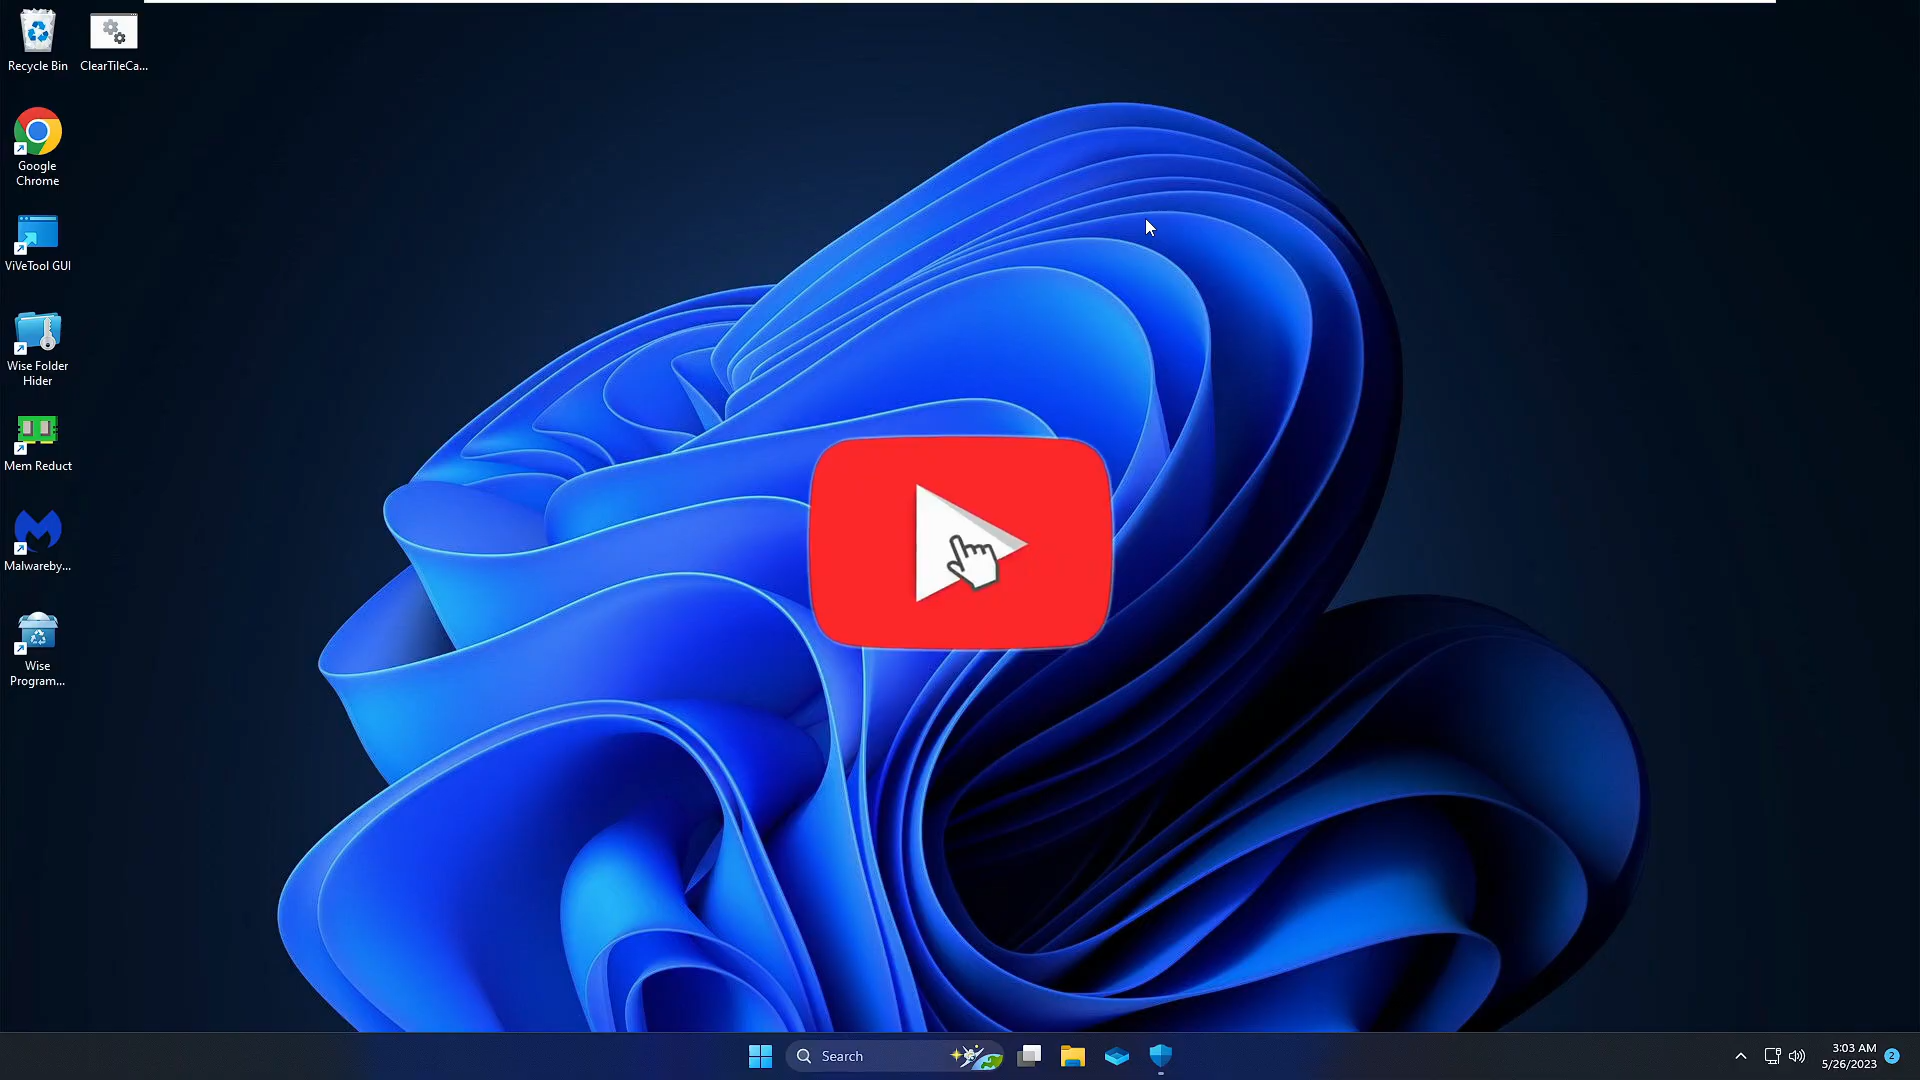 Recycle Bin
ClearTileCa...
Google
Chrome
ViVeTool GUI
Wise Folder
Hider
Mem Reduct
Malwareby...
Wise
Program...
Search
3:03 AM
5/26/2023
2